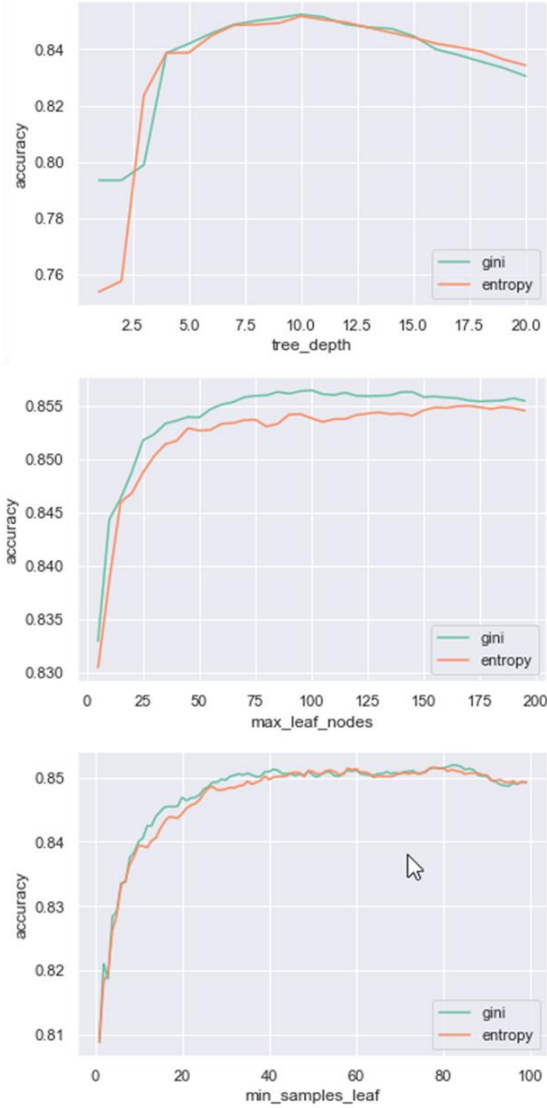 accuracy
0.84
0.82
0.80
0.78
0.76
gini
entropy
2.5 5.0 7.5 10.0 12.5 15.0 17.5 20.0
tree_depth
accuracy
0.855
0.850
0.845
0.840
0.835
0.830
gini
entropy
0 25 50 75 100 125 150 175 200
max_leaf_nodes
accuracy
0.85
0.84
0.83
0.82
0.81
gini
entropy
0 20 40 60 80 100
min_samples_leaf